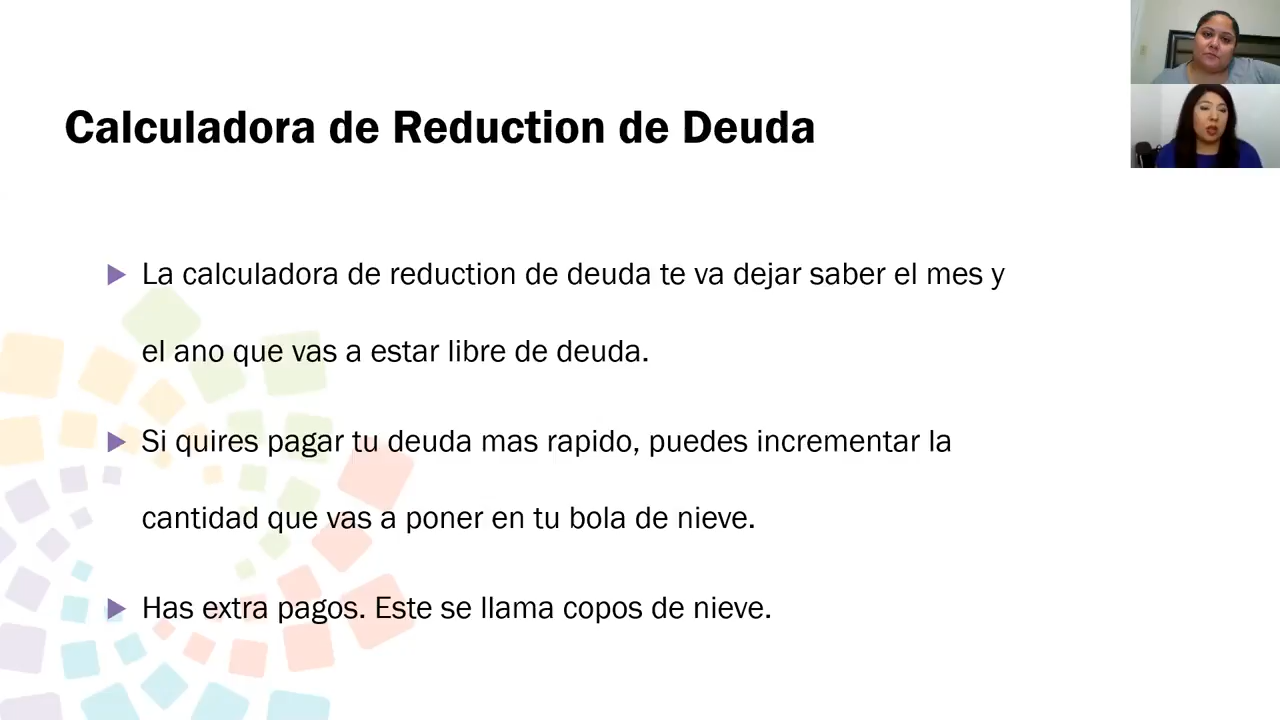 Calculadora de Reduction de Deuda
La calculadora de reduction de deuda te va dejar saber el mes y
el ano que vas a estar libre de deuda.
Si quires pagar tu deuda mas rapido, puedes incrementar la
cantidad que vas a poner en tu bola de nieve.
Has extra pagos. Este se llama copos de nieve.